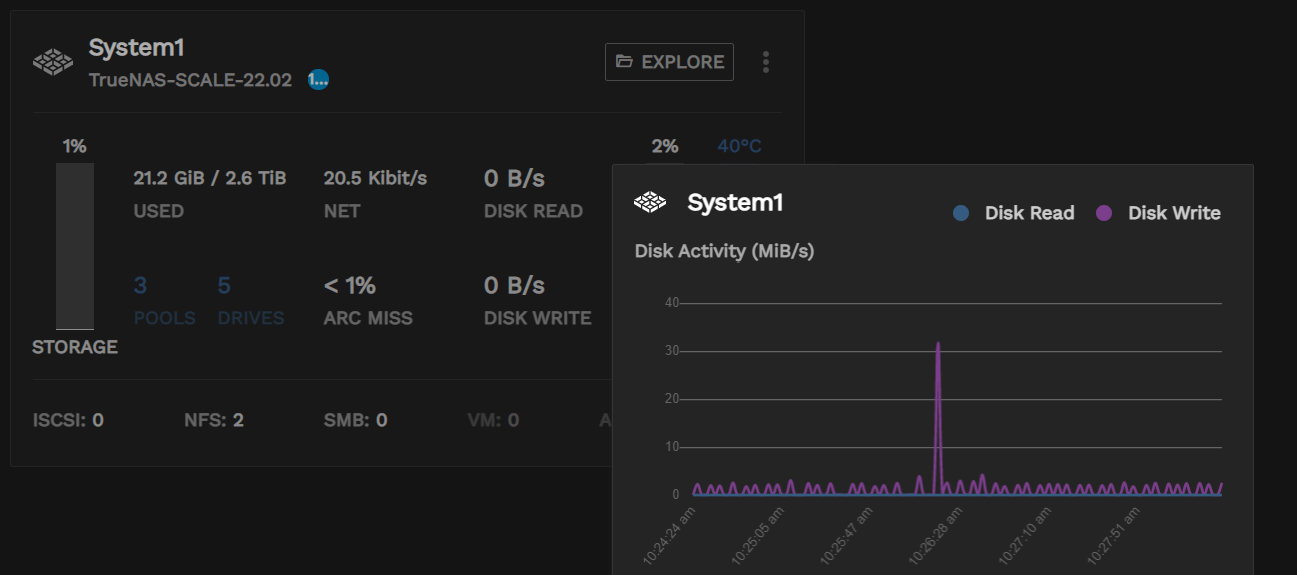 System1
TrueNAS-SCALE-22.02 1...
EXPLORE
1%
2% 40°C
21.2 GiB / 2.6 TiB
USED
20.5 Kibit/s
NET
0 B/s
DISK READ
3
POOLS
5
DRIVES
< 1%
ARC MISS
0 B/s
DISK WRITE
STORAGE
ISCSI: 0 NFS: 2 SMB: 0 VM: 0 A
System1
Disk Read Disk Write
Disk Activity (MiB/s)
40
30
20
10
0
10:24:24 am 10:25:05 am 10:25:47 am 10:26:28 am 10:27:10 am 10:27:51 am